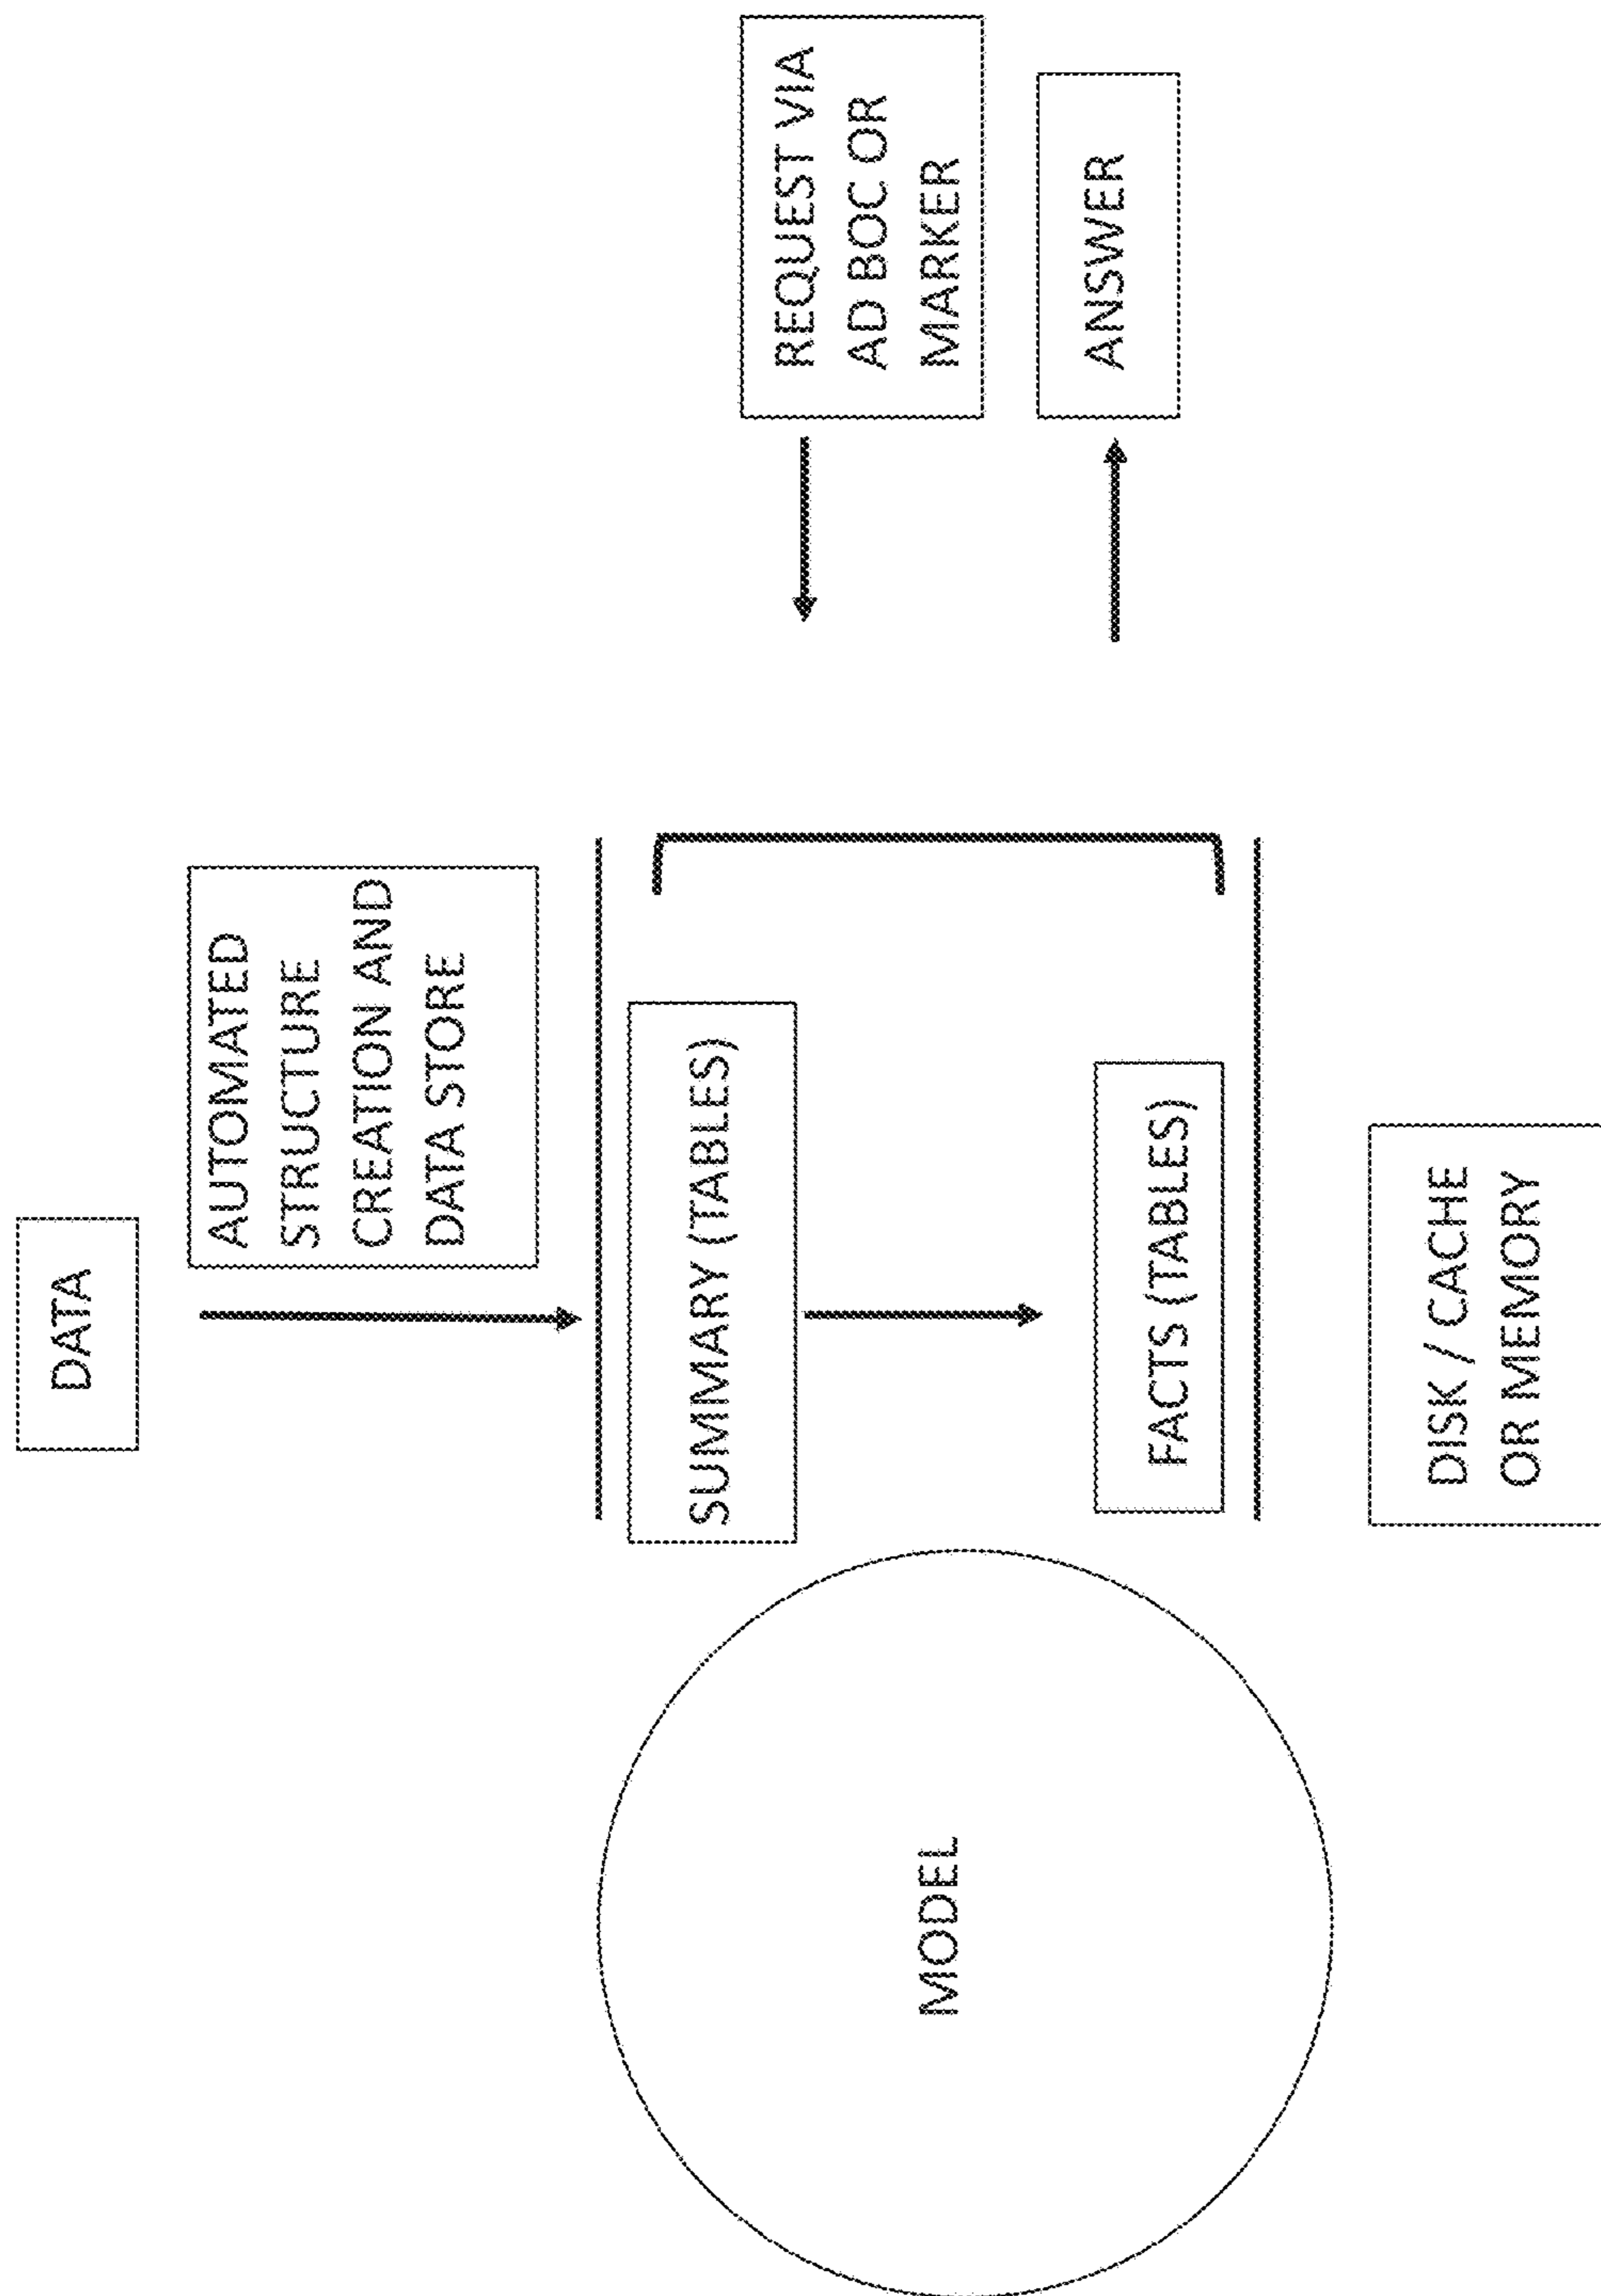 DATA
AUTOMATED
STRUCTURE
CREATION AND
DATA STORE
SUMMARY (TABLES)
REQUEST VIA
AD BOC OR
MARKER
MODEL
ANSWER
FACTS (TABLES)
DISK / CACHE
OR MEMORY